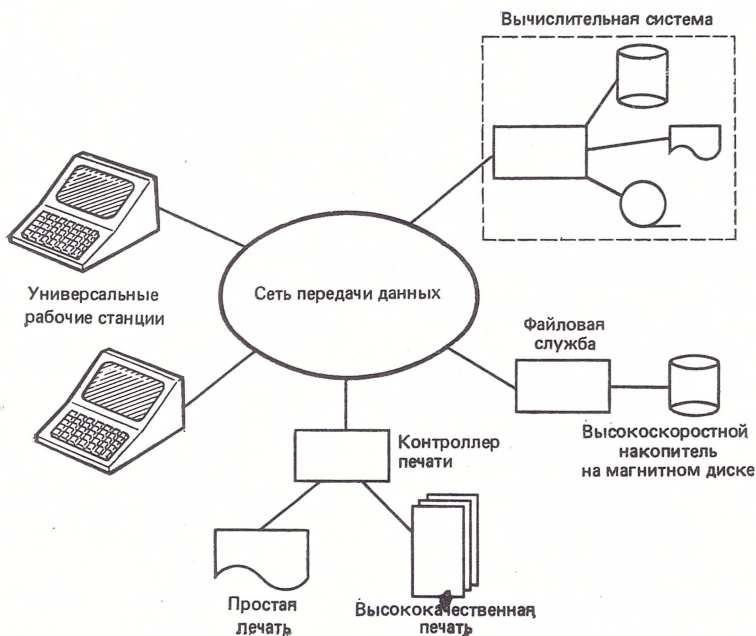 Вычислительная система
Универсальные
рабочие станции
Сеть передачи данных
Файловая
служба
Высокоскоростной
накопитель
на магнитном диске
Контроллер
печати
Простая
печать
Высококачественная
печать